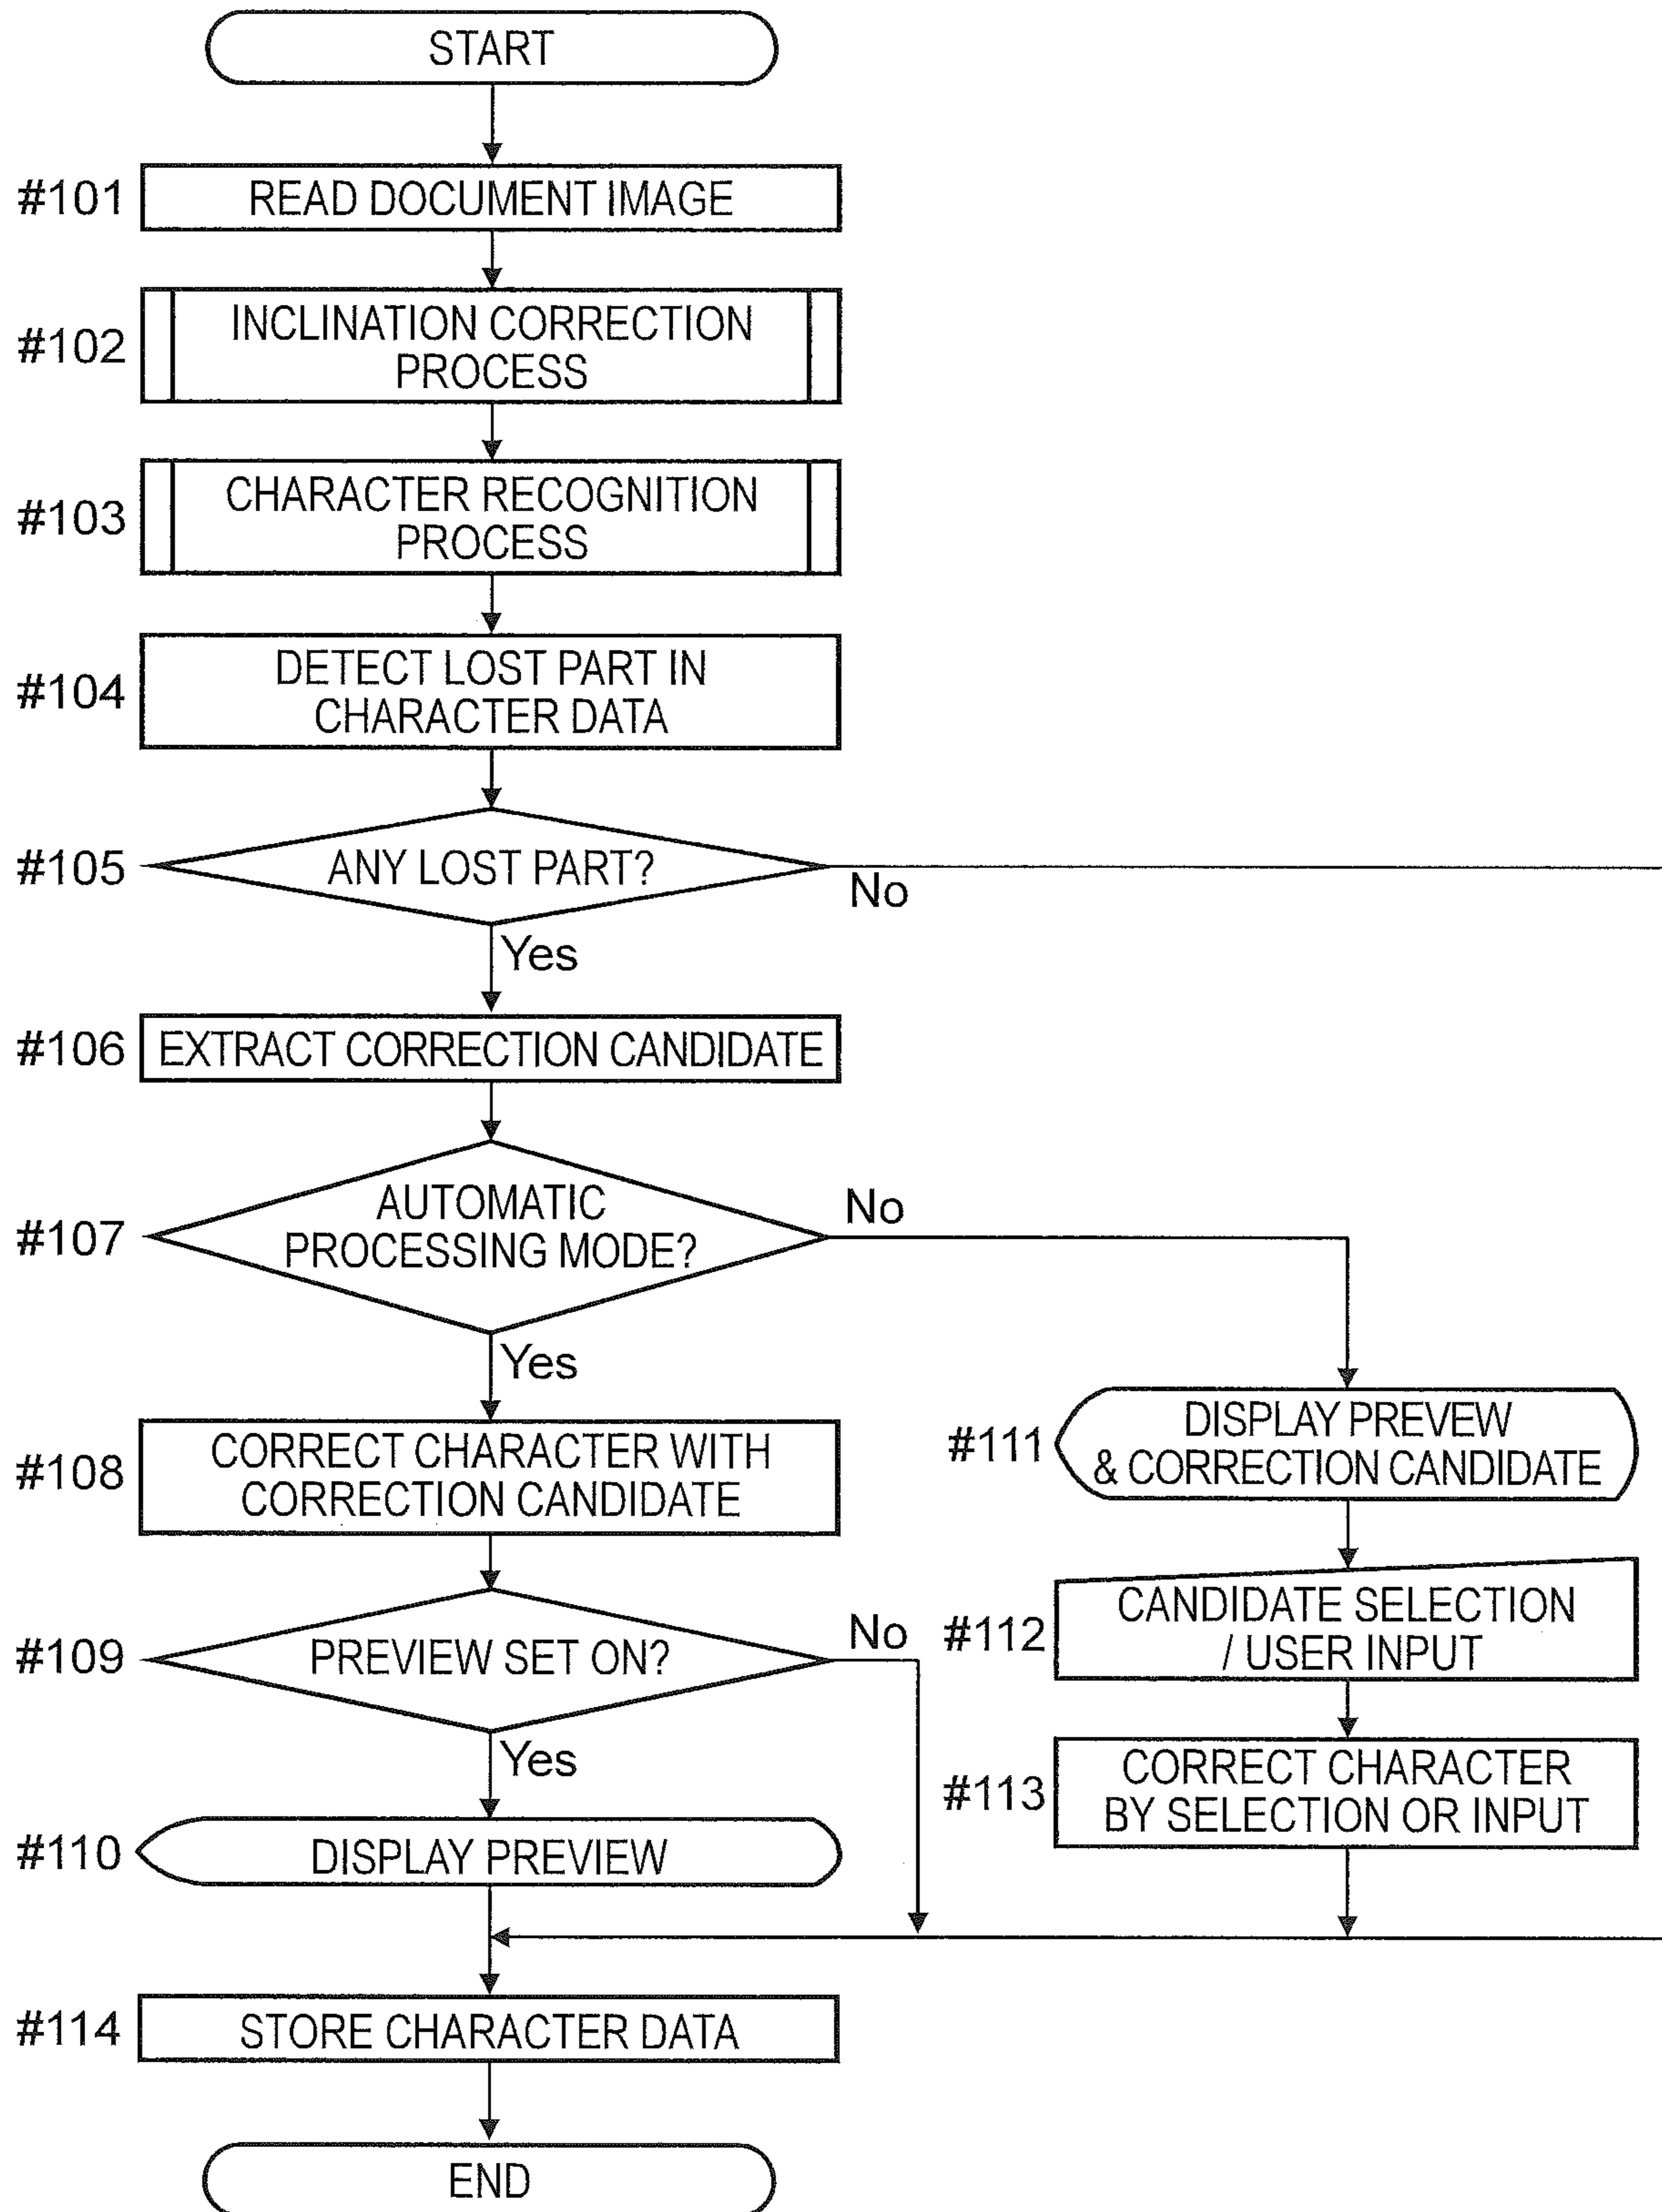 START
#101 READ DOCUMENT IMAGE
#102 INCLINATION CORRECTION
PROCESS
#103 CHARACTER RECOGNITION
PROCESS
#104 DETECT LOST PART IN
CHARACTER DATA
#105 ANY LOST PART?
No
Yes
#106 EXTRACT CORRECTION CANDIDATE
#107 AUTOMATIC
PROCESSING MODE?
No
Yes
#108 CORRECT CHARACTER WITH
CORRECTION CANDIDATE
#109 PREVIEW SET ON?
No
Yes
#110 DISPLAY PREVIEW
#111 DISPLAY PREVEW
& CORRECTION CANDIDATE
#112 CANDIDATE SELECTION
/ USER INPUT
#113 CORRECT CHARACTER
BY SELECTION OR INPUT
#114 STORE CHARACTER DATA
END